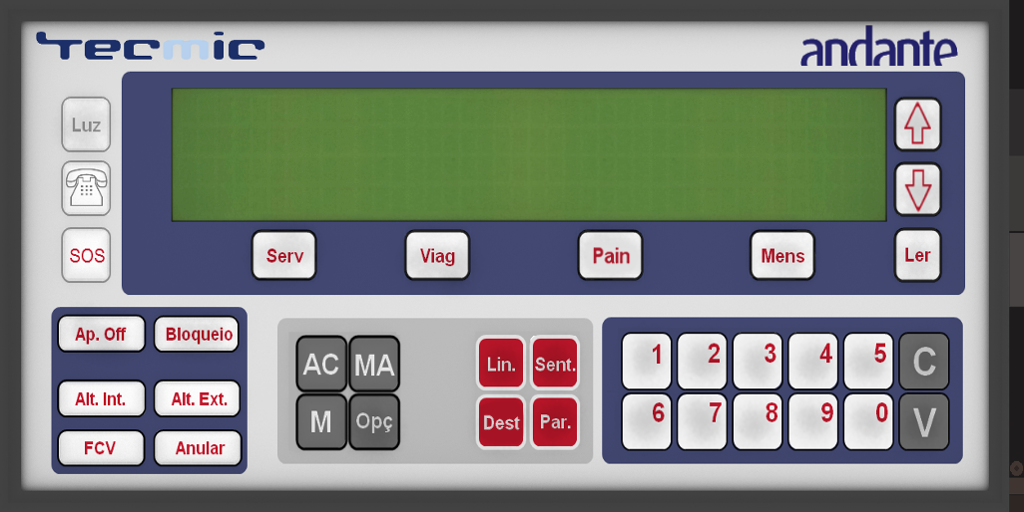 Tecmic
andante
Luz
SOS
Serv
Viag
Pain
Mens
Ler
Ap. Off
Bloqueio
Alt. Int.
Alt. Ext.
FCV
Anular
AC
MA
M
Opç
Lin.
Sent.
Dest
Par.
1
2
3
4
5
C
6
7
8
9
0
V